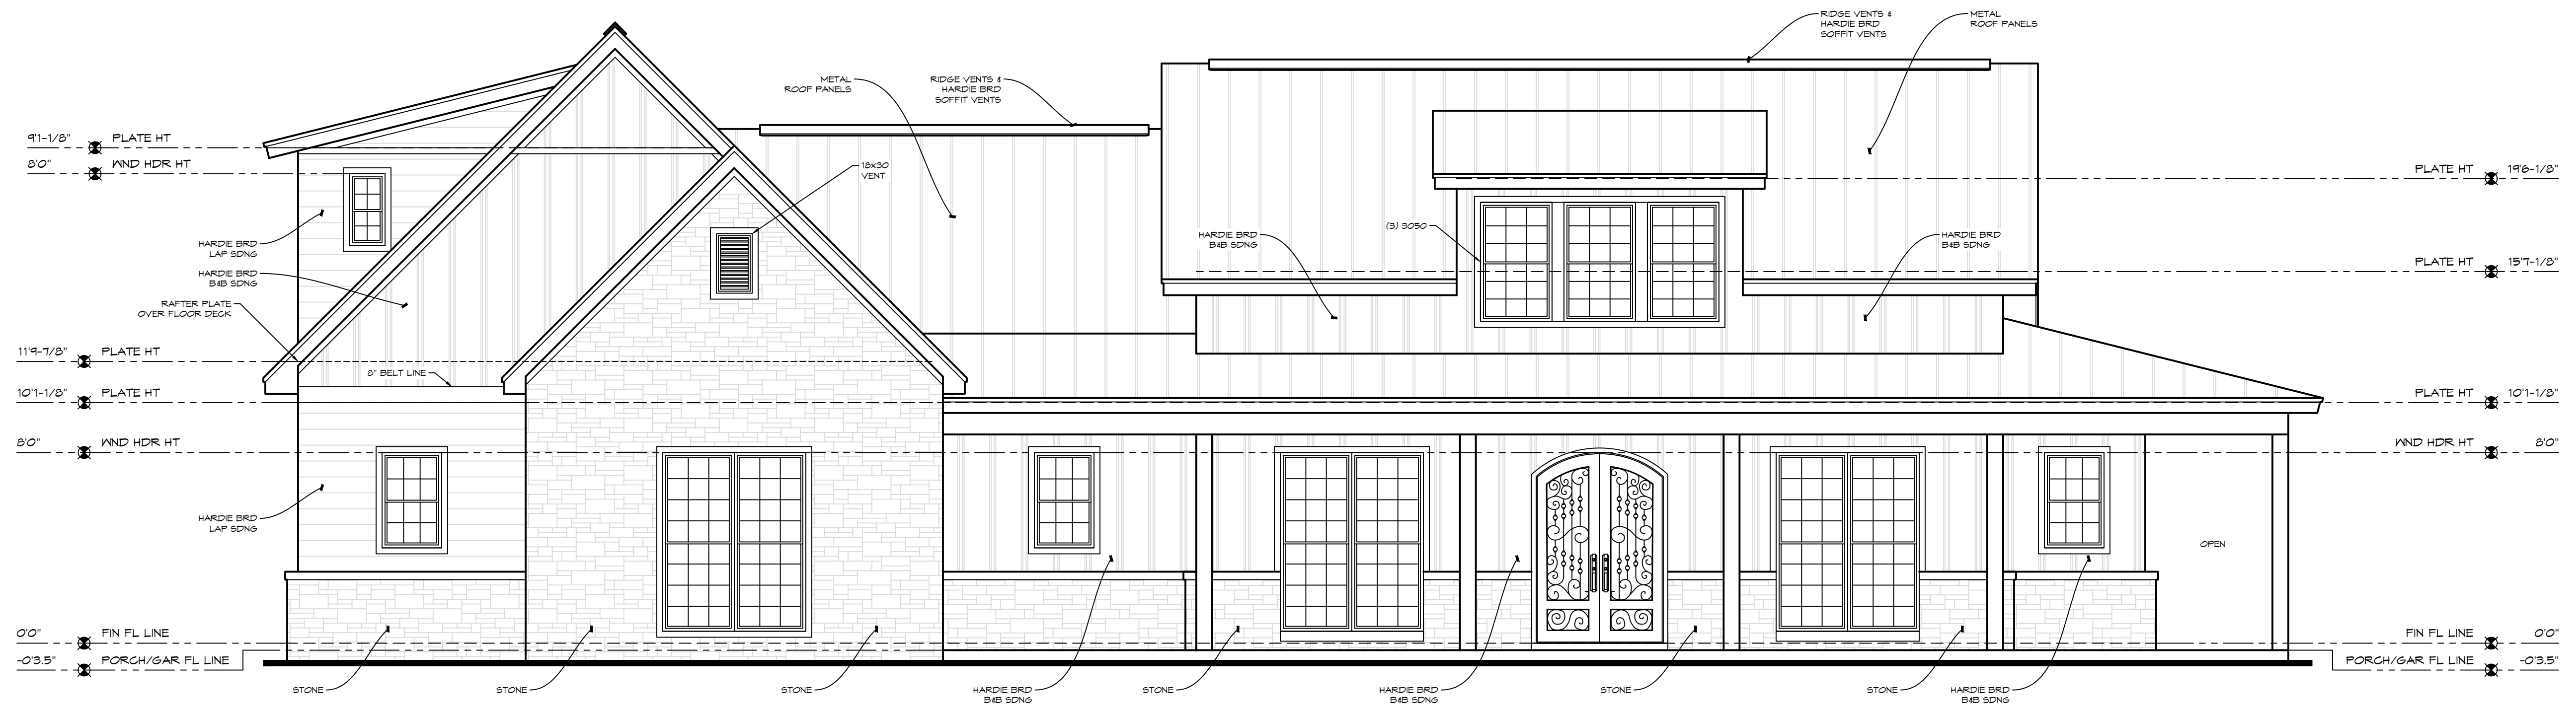 RIDGE VENTS &
HARDIE BRD
SOFFIT VENTS
METAL
ROOF PANELS
METAL
ROOF PANELS
RIDGE VENTS &
HARDIE BRD
SOFFIT VENTS
9'1-1/8" PLATE HT
8'0" WND HDR HT
18x30
VENT
PLATE HT 19'6-1/8"
(3) 3050
HARDIE BRD
B&B SDNG
HARDIE BRD
B&B SDNG
HARDIE BRD
LAP SDNG
PLATE HT 15'7-1/8"
HARDIE BRD
B&B SDNG
RAFTER PLATE
OVER FLOOR DECK
11'9-7/8" PLATE HT
8" BELT LINE
10'1-1/8" PLATE HT
PLATE HT 10'1-1/8"
8'0" WND HDR HT
WND HDR HT 8'0"
HARDIE BRD
LAP SDNG
OPEN
0'0" FIN FL LINE
FIN FL LINE 0'0"
-0'3.5" PORCH/GAR FL LINE
PORCH/GAR FL LINE -0'3.5"
STONE
STONE
STONE
HARDIE BRD
B&B SDNG
STONE
HARDIE BRD
B&B SDNG
STONE
STONE
HARDIE BRD
B&B SDNG